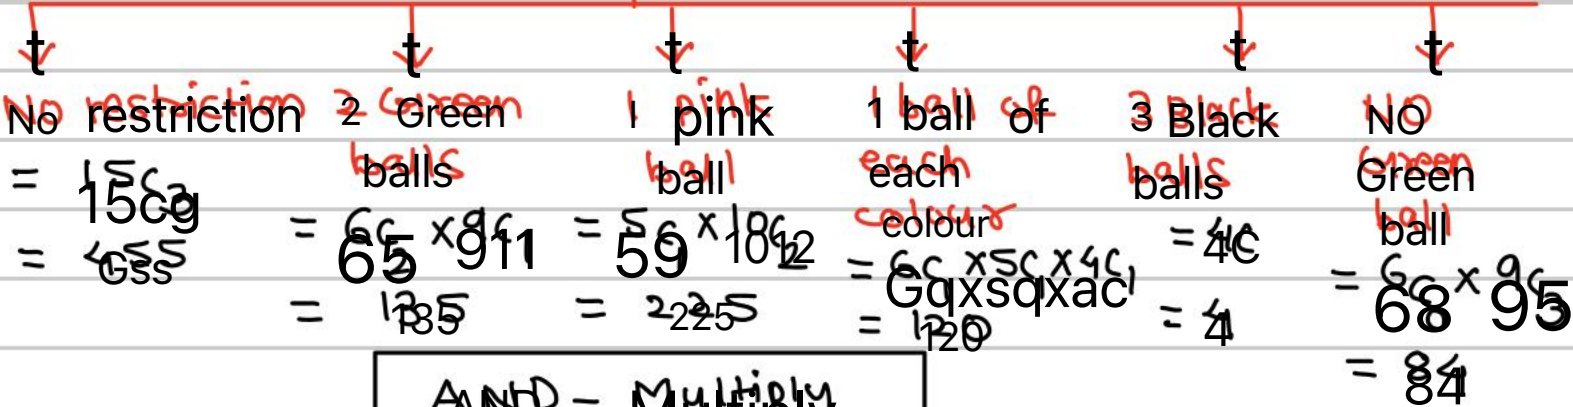 No restriction
= 15c₃
= 455
2 Green
balls
= 6c₂ × 9c₁
= 135
1 pink
ball
= 5c₁ × 10c₂
= 225
1 ball of
each
colour
= 6c₁ × 5c₁ × 4c₁
= 120
3 Black
balls
= 4c₃
= 4
NO
Green
ball
= 6c₀ × 9c₃
= 84
AND = Multiply